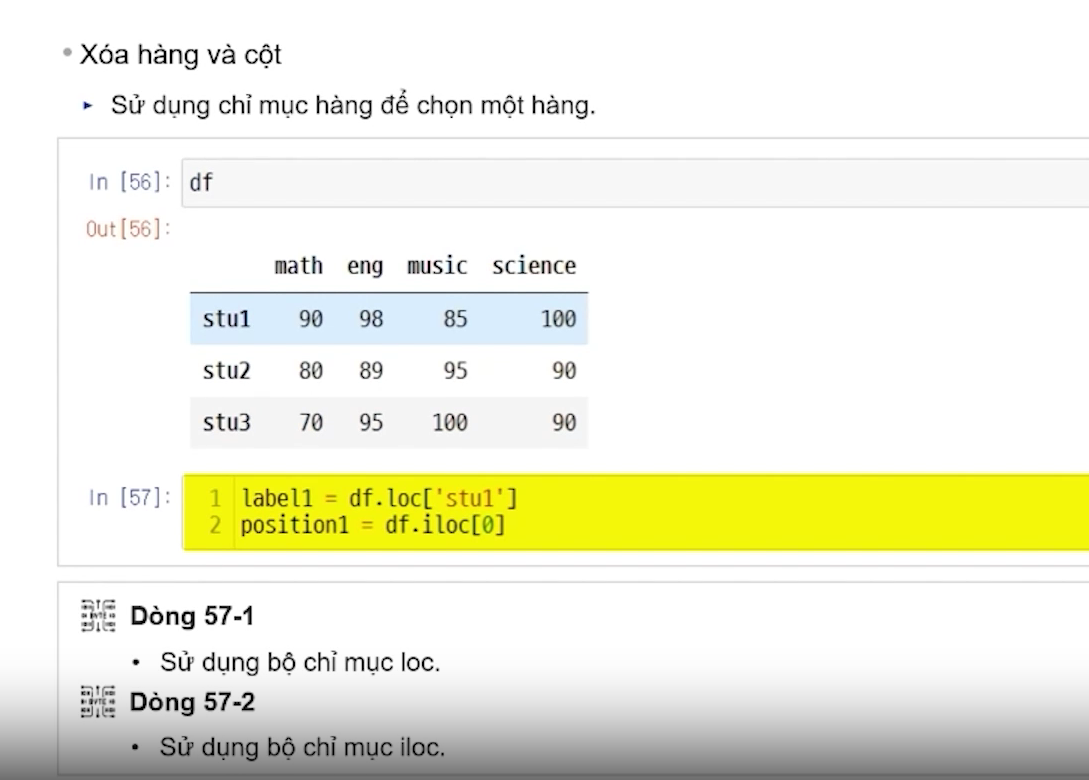 • Xóa hàng và cột
► Sử dụng chỉ mục hàng để chọn một hàng.
In [56]: df
Out[56]:
math eng music science
stu1 90 98 85 100
stu2 80 89 95 90
stu3 70 95 100 90
In [57]: 1 label1 = df.loc['stu1']
2 position1 = df.iloc[0]
Dòng 57-1
• Sử dụng bộ chỉ mục loc.
Dòng 57-2
• Sử dụng bộ chỉ mục iloc.